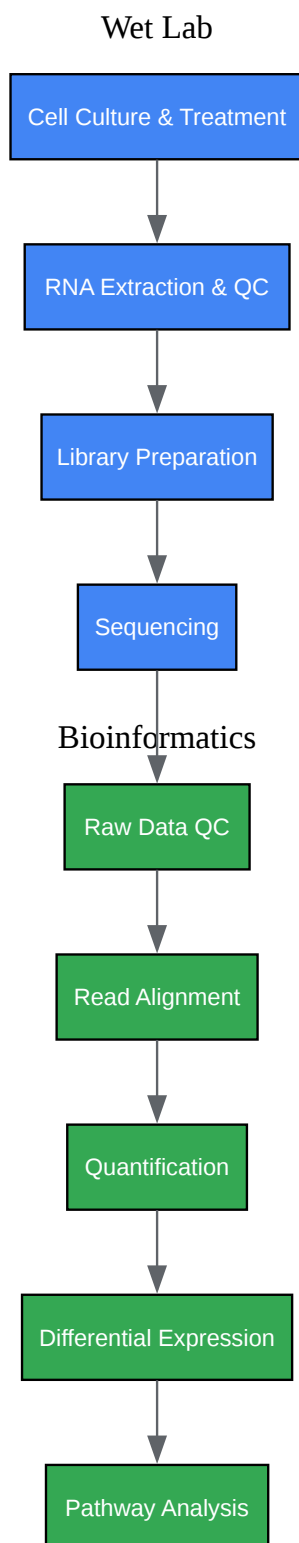 Wet Lab
Cell Culture & Treatment
RNA Extraction & QC
Library Preparation
Sequencing
Bioinformatics
Raw Data QC
Read Alignment
Quantification
Differential Expression
Pathway Analysis